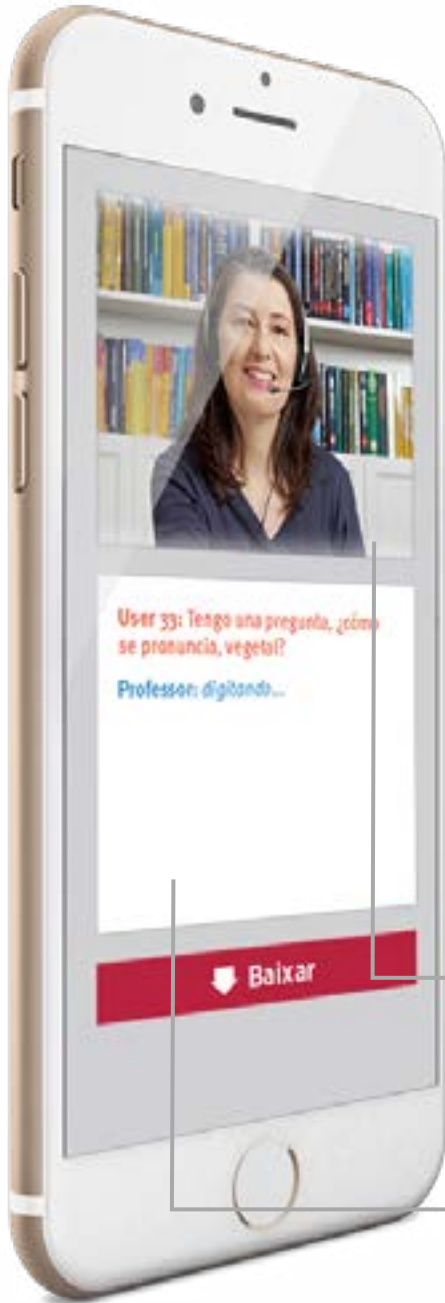 User 33: Tengo una pregunta, ¿cómo
se pronuncia, vegetal?
Professor: digitando...
Baixar